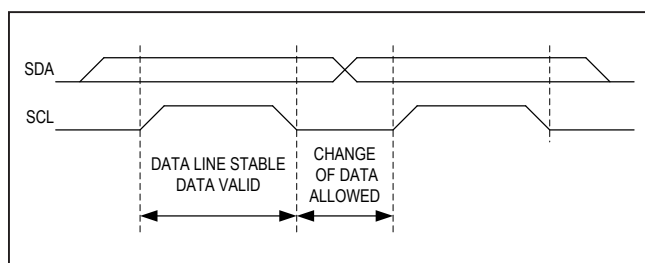 SDA
SCL
DATA LINE STABLE
DATA VALID
CHANGE
OF DATA
ALLOWED